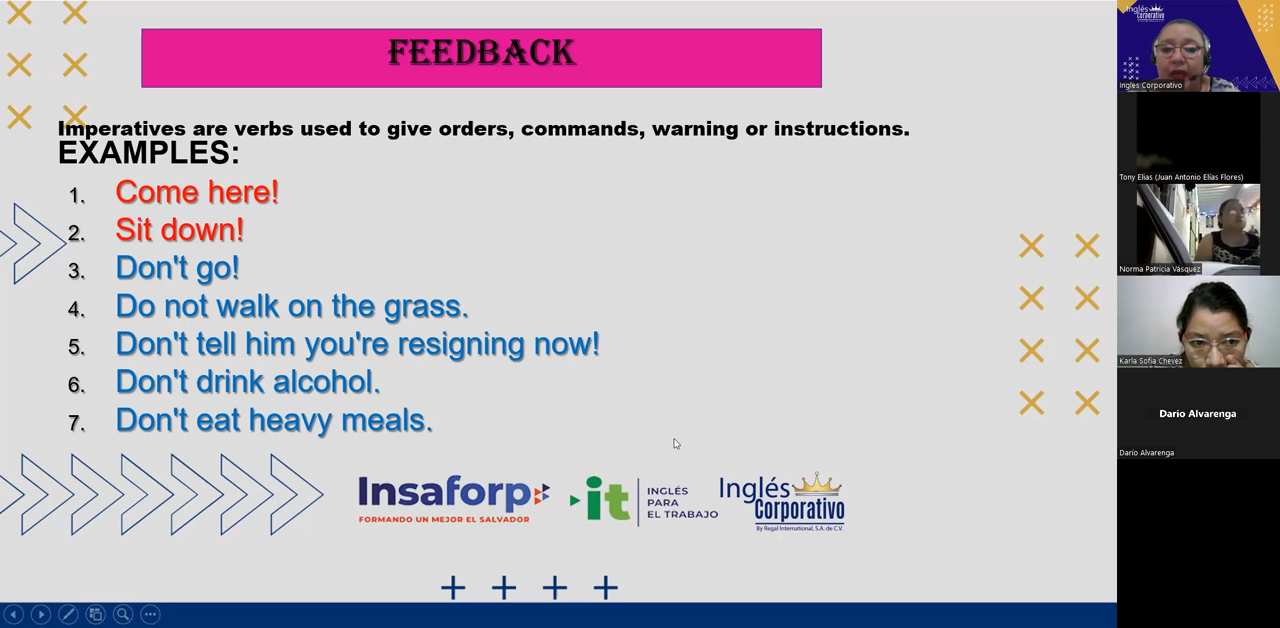 FEEDBACK
Imperatives are verbs used to give orders, commands, warning or instructions.
EXAMPLES:
1. Come here!
2. Sit down!
3. Don't go!
4. Do not walk on the grass.
5. Don't tell him you're resigning now!
6. Don't drink alcohol.
7. Don't eat heavy meals.
Insaforp
FORMANDO UN MEJOR EL SALVADOR
it
INGLÉS
PARA
EL TRABAJO
Inglés
Corporativo
By Regal International, S.A. de C.V.
Inglés
Corporativo
Ingles Corporativo
Tony Elias (Juan Antonio Elías Flores)
Norma Patricia Vásquez
Karla Sofia Chevez
Dario Alvarenga
Darío Alvarenga